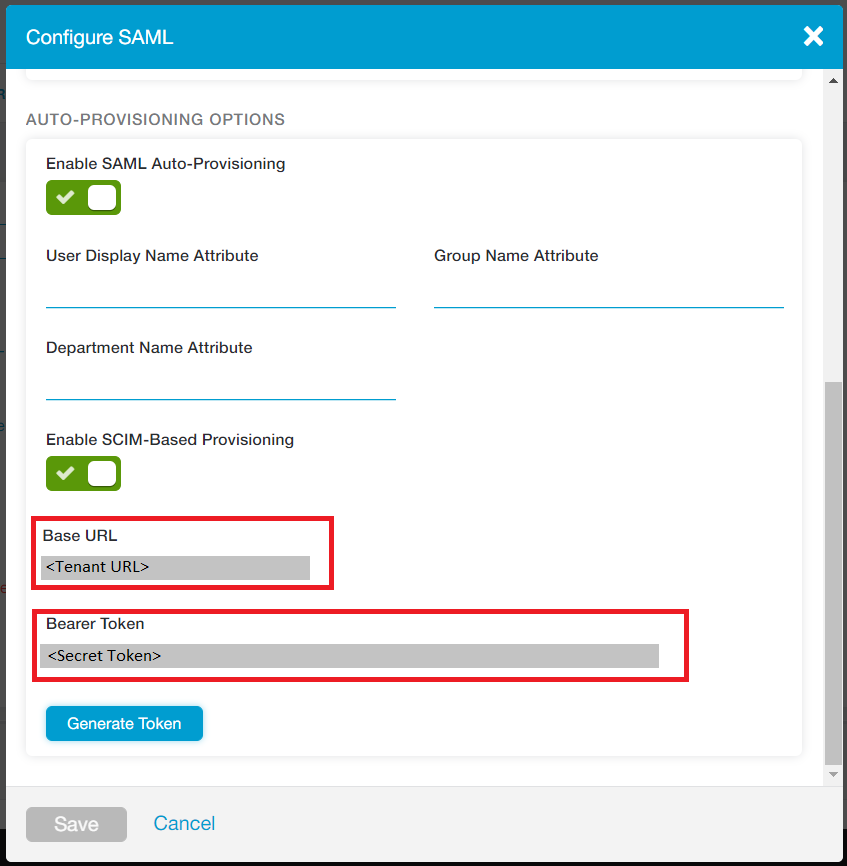 Configure SAML
AUTO-PROVISIONING OPTIONS
Enable SAML Auto-Provisioning
User Display Name Attribute
Group Name Attribute
Department Name Attribute
Enable SCIM-Based Provisioning
Base URL
<Tenant URL>
Bearer Token
<Secret Token>
Generate Token
Save
Cancel